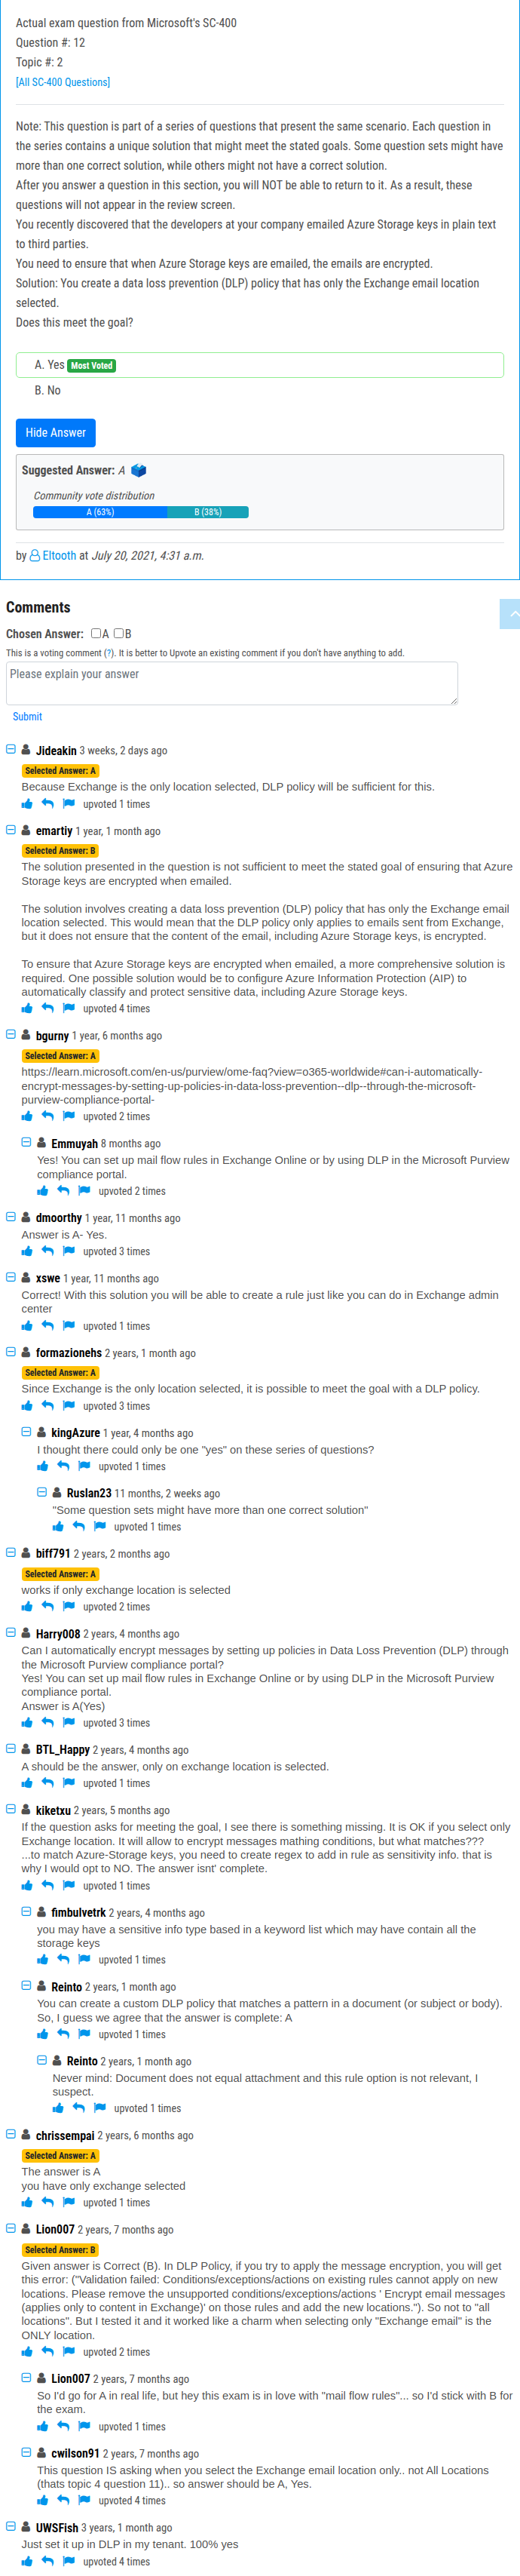 Actual exam question from Microsoft's SC-400
Question #: 12
Topic #: 2
[All SC-400 Questions]
Note: This question is part of a series of questions that present the same scenario. Each question in
the series contains a unique solution that might meet the stated goals. Some question sets might have
more than one correct solution, while others might not have a correct solution.
After you answer a question in this section, you will NOT be able to return to it. As a result, these
questions will not appear in the review screen.
You recently discovered that the developers at your company emailed Azure Storage keys in plain text
to third parties.
You need to ensure that when Azure Storage keys are emailed, the emails are encrypted.
Solution: You create a data loss prevention (DLP) policy that has only the Exchange email location
selected.
Does this meet the goal?
A. Yes Most Voted
B. No
Hide Answer
Suggested Answer: A
Community vote distribution
A (63%) B (38%)
by Eltooth at July 20, 2021, 4:31 a.m.
Comments
Chosen Answer: A B
This is a voting comment (?). It is better to Upvote an existing comment if you don't have anything to add.
Please explain your answer
Submit
Jideakin 3 weeks, 2 days ago
Selected Answer: A
Because Exchange is the only location selected, DLP policy will be sufficient for this.
upvoted 1 times
emartiy 1 year, 1 month ago
Selected Answer: B
The solution presented in the question is not sufficient to meet the stated goal of ensuring that Azure
Storage keys are encrypted when emailed.
The solution involves creating a data loss prevention (DLP) policy that has only the Exchange email
location selected. This would mean that the DLP policy only applies to emails sent from Exchange,
but it does not ensure that the content of the email, including Azure Storage keys, is encrypted.
To ensure that Azure Storage keys are encrypted when emailed, a more comprehensive solution is
required. One possible solution would be to configure Azure Information Protection (AIP) to
automatically classify and protect sensitive data, including Azure Storage keys.
upvoted 4 times
bgurny 1 year, 6 months ago
Selected Answer: A
https://learn.microsoft.com/en-us/purview/ome-faq?view=o365-worldwide#can-i-automatically-
encrypt-messages-by-setting-up-policies-in-data-loss-prevention--dlp--through-the-microsoft-
purview-compliance-portal-
upvoted 2 times
Emmuyah 8 months ago
Yes! You can set up mail flow rules in Exchange Online or by using DLP in the Microsoft Purview
compliance portal.
upvoted 2 times
dmoorthy 1 year, 11 months ago
Answer is A- Yes.
upvoted 3 times
xswe 1 year, 11 months ago
Correct! With this solution you will be able to create a rule just like you can do in Exchange admin
center
upvoted 1 times
formazionehs 2 years, 1 month ago
Selected Answer: A
Since Exchange is the only location selected, it is possible to meet the goal with a DLP policy.
upvoted 3 times
kingAzure 1 year, 4 months ago
I thought there could only be one "yes" on these series of questions?
upvoted 1 times
Ruslan23 11 months, 2 weeks ago
"Some question sets might have more than one correct solution"
upvoted 1 times
biff791 2 years, 2 months ago
Selected Answer: A
works if only exchange location is selected
upvoted 2 times
Harry008 2 years, 4 months ago
Can I automatically encrypt messages by setting up policies in Data Loss Prevention (DLP) through
the Microsoft Purview compliance portal?
Yes! You can set up mail flow rules in Exchange Online or by using DLP in the Microsoft Purview
compliance portal.
Answer is A(Yes)
upvoted 3 times
BTL_Happy 2 years, 4 months ago
A should be the answer, only on exchange location is selected.
upvoted 1 times
kiketxu 2 years, 5 months ago
If the question asks for meeting the goal, I see there is something missing. It is OK if you select only
Exchange location. It will allow to encrypt messages mathing conditions, but what matches???
...to match Azure-Storage keys, you need to create regex to add in rule as sensitivity info. that is
why I would opt to NO. The answer isnt' complete.
upvoted 1 times
fimbulvetrk 2 years, 4 months ago
you may have a sensitive info type based in a keyword list which may have contain all the
storage keys
upvoted 1 times
Reinto 2 years, 1 month ago
You can create a custom DLP policy that matches a pattern in a document (or subject or body).
So, I guess we agree that the answer is complete: A
upvoted 1 times
Reinto 2 years, 1 month ago
Never mind: Document does not equal attachment and this rule option is not relevant, I
suspect.
upvoted 1 times
chrissempai 2 years, 6 months ago
Selected Answer: A
The answer is A
you have only exchange selected
upvoted 1 times
Lion007 2 years, 7 months ago
Selected Answer: B
Given answer is Correct (B). In DLP Policy, if you try to apply the message encryption, you will get
this error: ("Validation failed: Conditions/exceptions/actions on existing rules cannot apply on new
locations. Please remove the unsupported conditions/exceptions/actions ' Encrypt email messages
(applies only to content in Exchange)' on those rules and add the new locations."). So not to "all
locations". But I tested it and it worked like a charm when selecting only "Exchange email" is the
ONLY location.
upvoted 2 times
Lion007 2 years, 7 months ago
So I'd go for A in real life, but hey this exam is in love with "mail flow rules"... so I'd stick with B for
the exam.
upvoted 1 times
cwilson91 2 years, 7 months ago
This question IS asking when you select the Exchange email location only.. not All Locations
(thats topic 4 question 11).. so answer should be A, Yes.
upvoted 4 times
UWSFish 3 years, 1 month ago
Just set it up in DLP in my tenant. 100% yes
upvoted 4 times